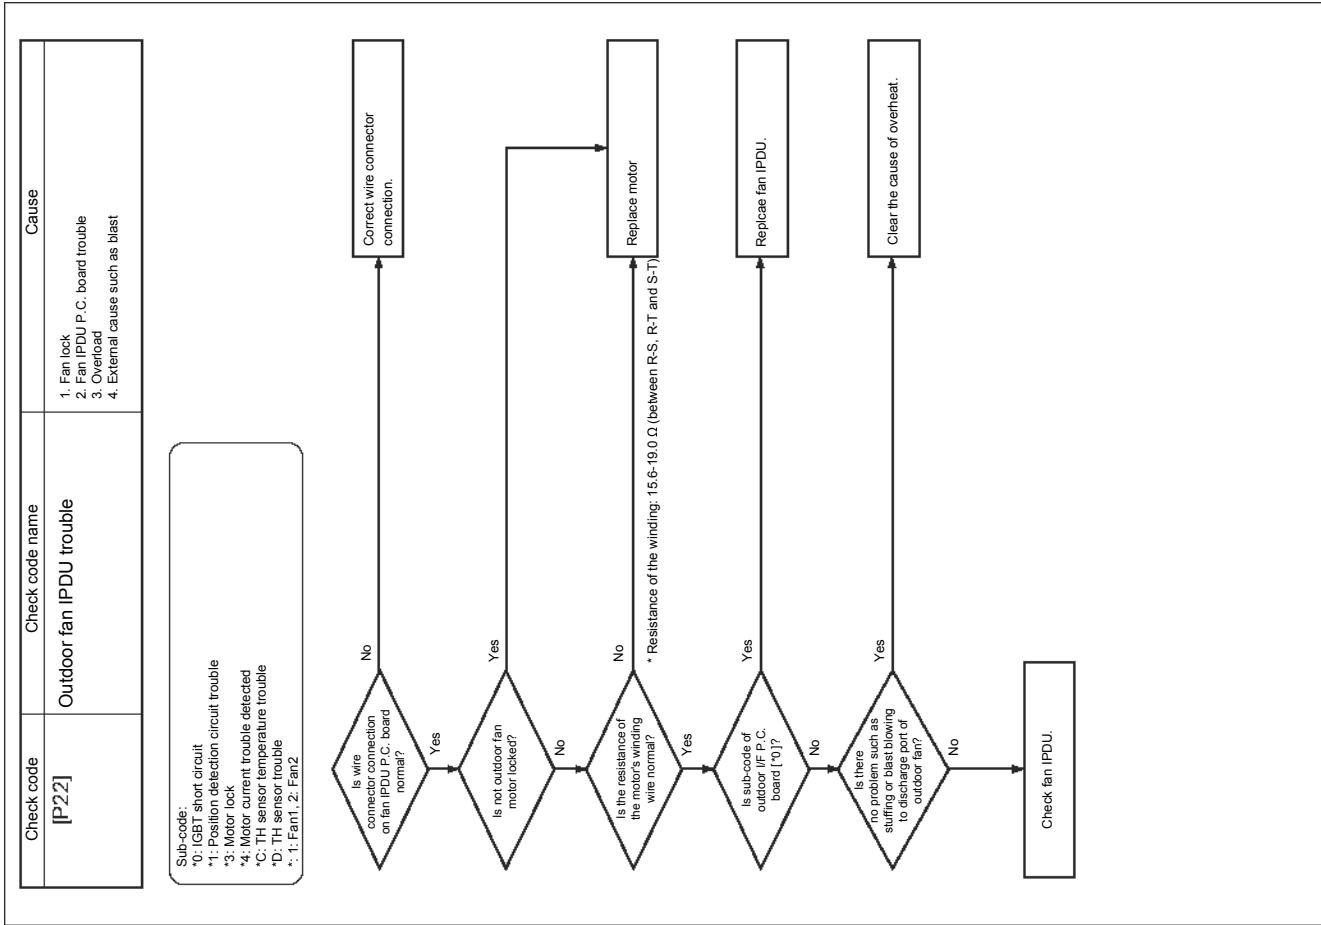 Check code
Check code name
Cause
[P22]
Outdoor fan IPDU trouble
1. Fan lock
2. Fan IPDU P.C. board trouble
3. Overload
4. External cause such as blast
Sub-code:
*0: IGBT short circuit
*1: Position detection circuit trouble
*3: Motor lock
*4: Motor current trouble detected
*C: TH sensor temperature trouble
*D: TH sensor trouble
*: 1: Fan1, 2: Fan2
Is wire
connector connection
on fan IPDU P.C. board
normal?
No
Correct wire connector
connection.
Yes
Is not outdoor fan
motor locked?
Yes
No
Is the resistance of
the motor's winding
wire normal?
No
Replace motor
* Resistance of the winding: 15.6-19.0 Ω (between R-S, R-T and S-T)
Yes
Is sub-code of
outdoor I/F P.C.
board [*0]?
Yes
Replcae fan IPDU.
No
Is there
no problem such as
stuffing or blast blowing
to discharge port of
outdoor fan?
Yes
Clear the cause of overheat.
No
Check fan IPDU.